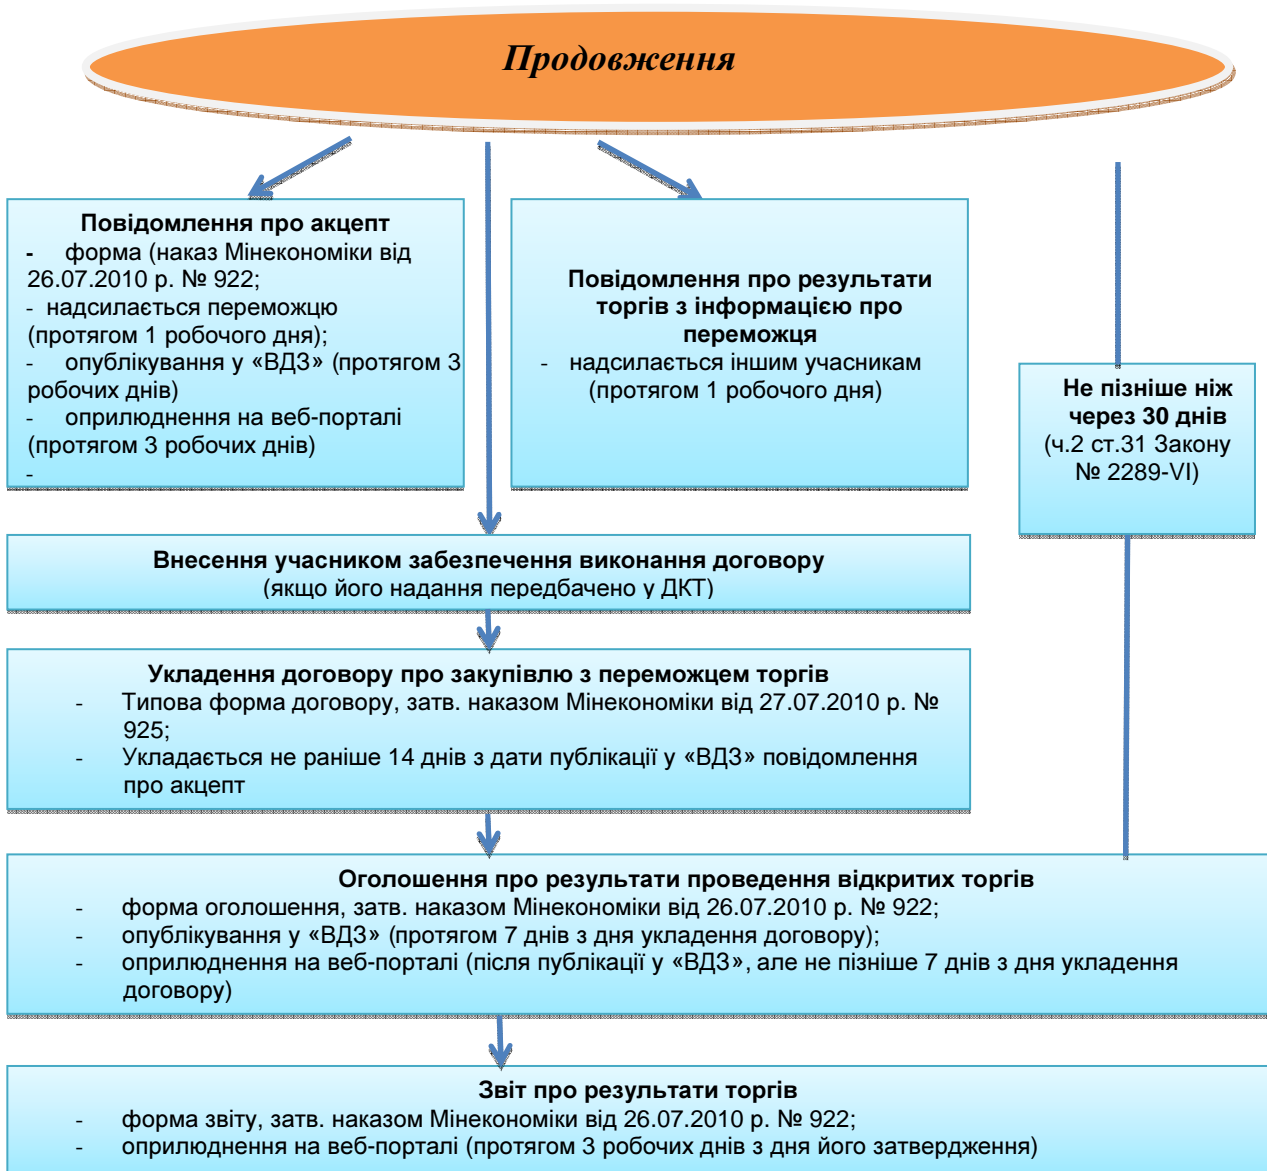 Продовження
Повідомлення про акцепт
- форма (наказ Мінекономіки від
26.07.2010 р. № 922;
- надсилається переможцю
(протягом 1 робочого дня);
- опублікування у «ВДЗ» (протягом 3
робочих днів)
- оприлюднення на веб-порталі
(протягом 3 робочих днів)
-
Повідомлення про результати
торгів з інформацією про
переможця
- надсилається іншим учасникам
(протягом 1 робочого дня)
Не пізніше ніж
через 30 днів
(ч.2 ст.31 Закону
№ 2289-VI)
Внесення учасником забезпечення виконання договору
(якщо його надання передбачено у ДКТ)
Укладення договору про закупівлю з переможцем торгів
- Типова форма договору, затв. наказом Мінекономіки від 27.07.2010 р. №
925;
- Укладається не раніше 14 днів з дати публікації у «ВДЗ» повідомлення
про акцепт
Оголошення про результати проведення відкритих торгів
- форма оголошення, затв. наказом Мінекономіки від 26.07.2010 р. № 922;
- опублікування у «ВДЗ» (протягом 7 днів з дня укладення договору);
- оприлюднення на веб-порталі (після публікації у «ВДЗ», але не пізніше 7 днів з дня укладення
договору)
Звіт про результати торгів
- форма звіту, затв. наказом Мінекономіки від 26.07.2010 р. № 922;
- оприлюднення на веб-порталі (протягом 3 робочих днів з дня його затвердження)